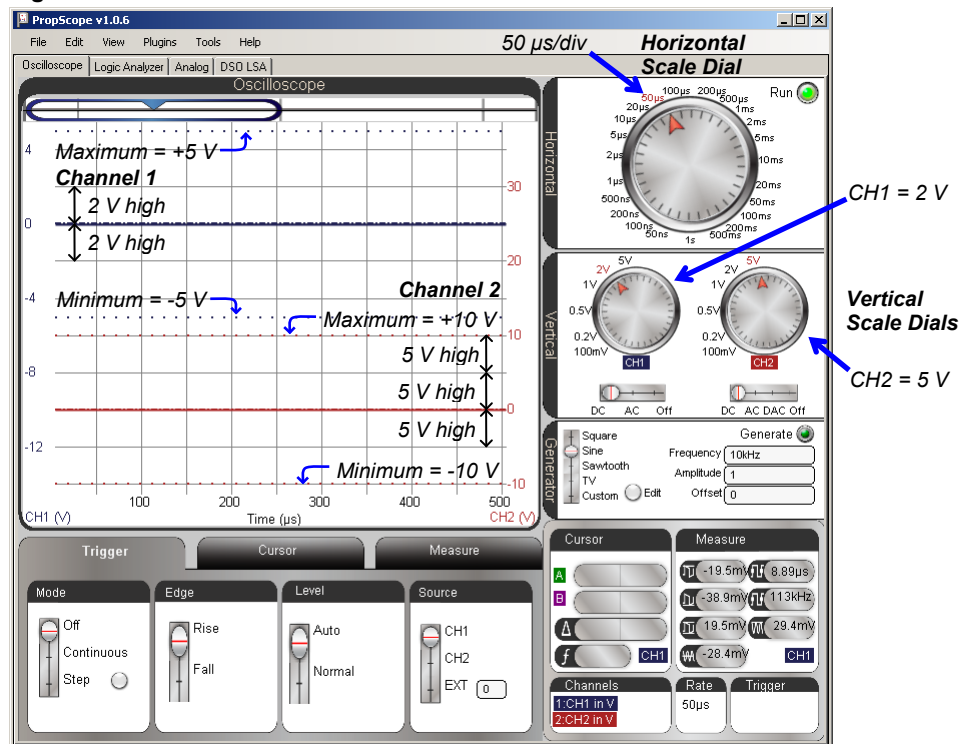 PropScope v1.0.6
File Edit View Plugins Tools Help
50 µs/div
Horizontal
Scale Dial
Oscilloscope Logic Analyzer Analog DSO LSA
Oscilloscope
4
0
-4
-8
-12
Maximum = +5 V
Channel 1
2 V high
2 V high
Minimum = -5 V
Channel 2
Maximum = +10 V
5 V high
5 V high
5 V high
Minimum = -10 V
30
20
10
0
-10
100 200 300 400 500
CH1 (V) Time (µs) CH2 (V)
Horizontal
Run
50ns
100ns
200ns
500ns
1µs
2µs
5µs
10µs
20µs
50µs
100µs
200µs
500µs
1ms
2ms
5ms
10ms
20ms
50ms
100ms
200ms
500ms
1s
CH1 = 2 V
Vertical
5V
2V
1V
0.5V
0.2V
100mV
CH1
DC AC Off
5V
2V
1V
0.5V
0.2V
100mV
CH2
DC AC DAC Off
Vertical
Scale Dials
CH2 = 5 V
Generator
Square
Sine
Sawtooth
TV
Custom Edit
Generate
Frequency 10kHz
Amplitude 1
Offset 0
Trigger Cursor Measure
Mode
Off
Continuous
Step
Edge
Rise
Fall
Level
Auto
Normal
Source
CH1
CH2
EXT 0
Cursor
A
B
Δ
f CH1
Measure
-19.5mV 8.89µs
-38.9mV 113kHz
19.5mV 29.4mV
-28.4mV CH1
Channels
1:CH1 in V
2:CH2 in V
Rate
50µs
Trigger